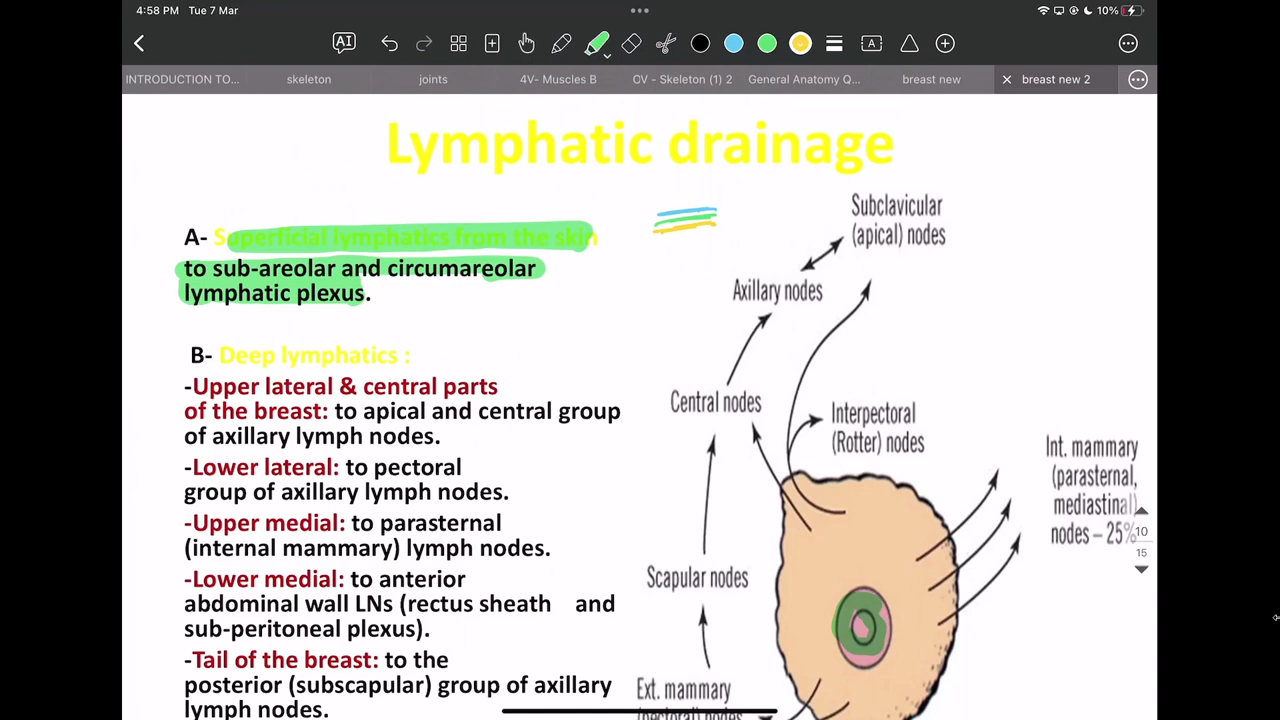 4:58 PM Tue 7 Mar
10%
AI
A
INTRODUCTION TO... skeleton joints 4V- Muscles B CV - Skeleton (1) 2 General Anatomy Q... breast new breast new 2
Lymphatic drainage
A- Superficial lymphatics from the skin
to sub-areolar and circumareolar
lymphatic plexus.
B- Deep lymphatics :
-Upper lateral & central parts
of the breast: to apical and central group
of axillary lymph nodes.
-Lower lateral: to pectoral
group of axillary lymph nodes.
-Upper medial: to parasternal
(internal mammary) lymph nodes.
-Lower medial: to anterior
abdominal wall LNs (rectus sheath and
sub-peritoneal plexus).
-Tail of the breast: to the
posterior (subscapular) group of axillary
lymph nodes.
Subclavicular
(apical) nodes
Axillary nodes
Central nodes
Interpectoral
(Rotter) nodes
Int. mammary
(parasternal,
mediastinal)
nodes – 25%
Scapular nodes
Ext. mammary
(pectoral) nodes
10
15